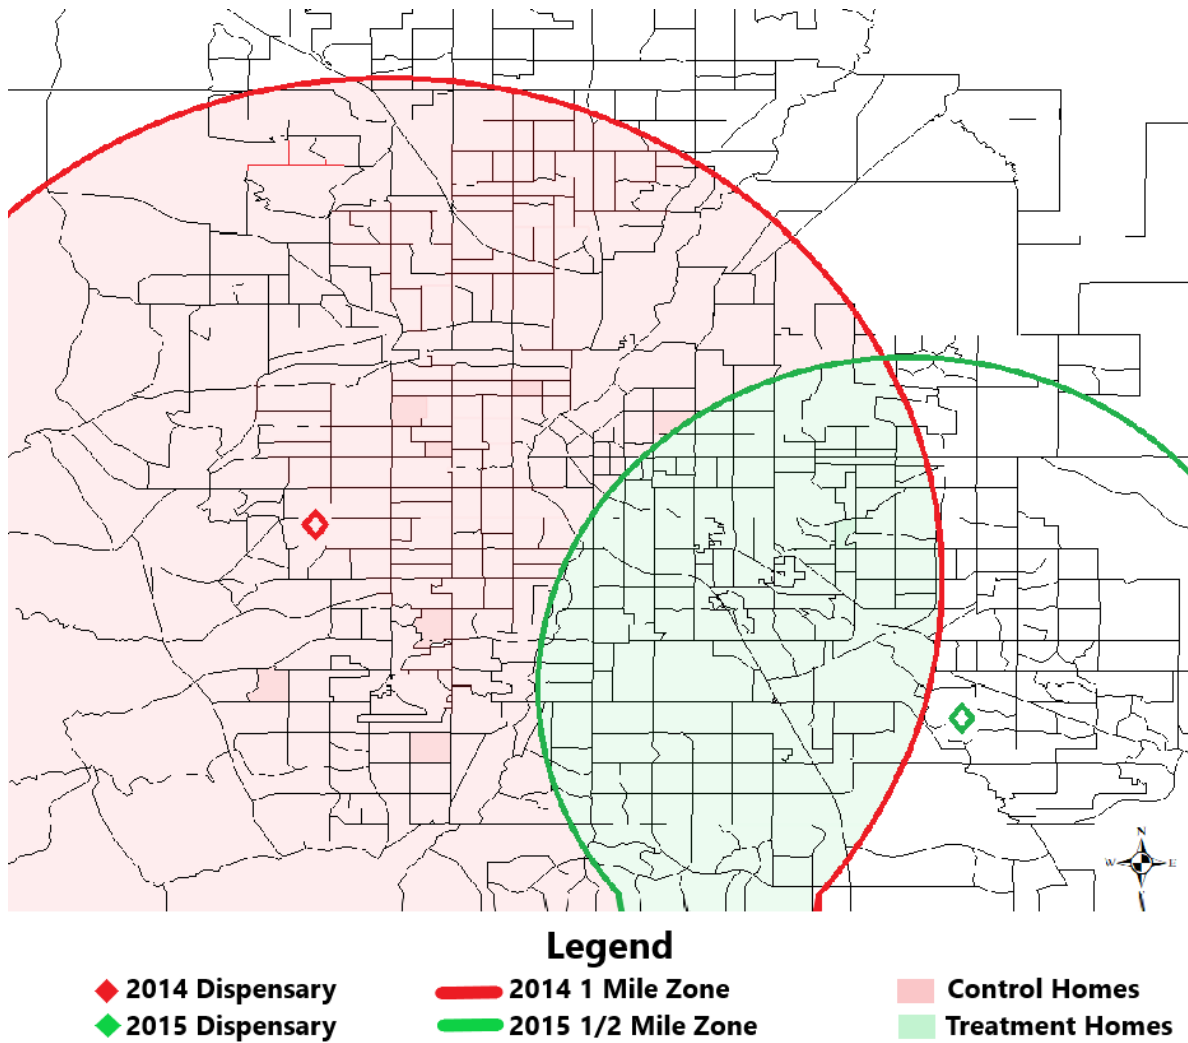 N
W E
Legend
2014 Dispensary 2014 1 Mile Zone Control Homes
2015 Dispensary 2015 1/2 Mile Zone Treatment Homes